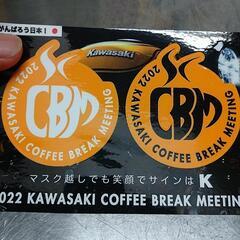 がんばろう日本！
Kawasaki
2022 KAWASAKI COFFEE BREAK MEETING
CBM
2022 KAWASAKI COFFEE BREAK MEETING
CBM
マスク越しでも笑顔でサインは K
2022 KAWASAKI COFFEE BREAK MEETING